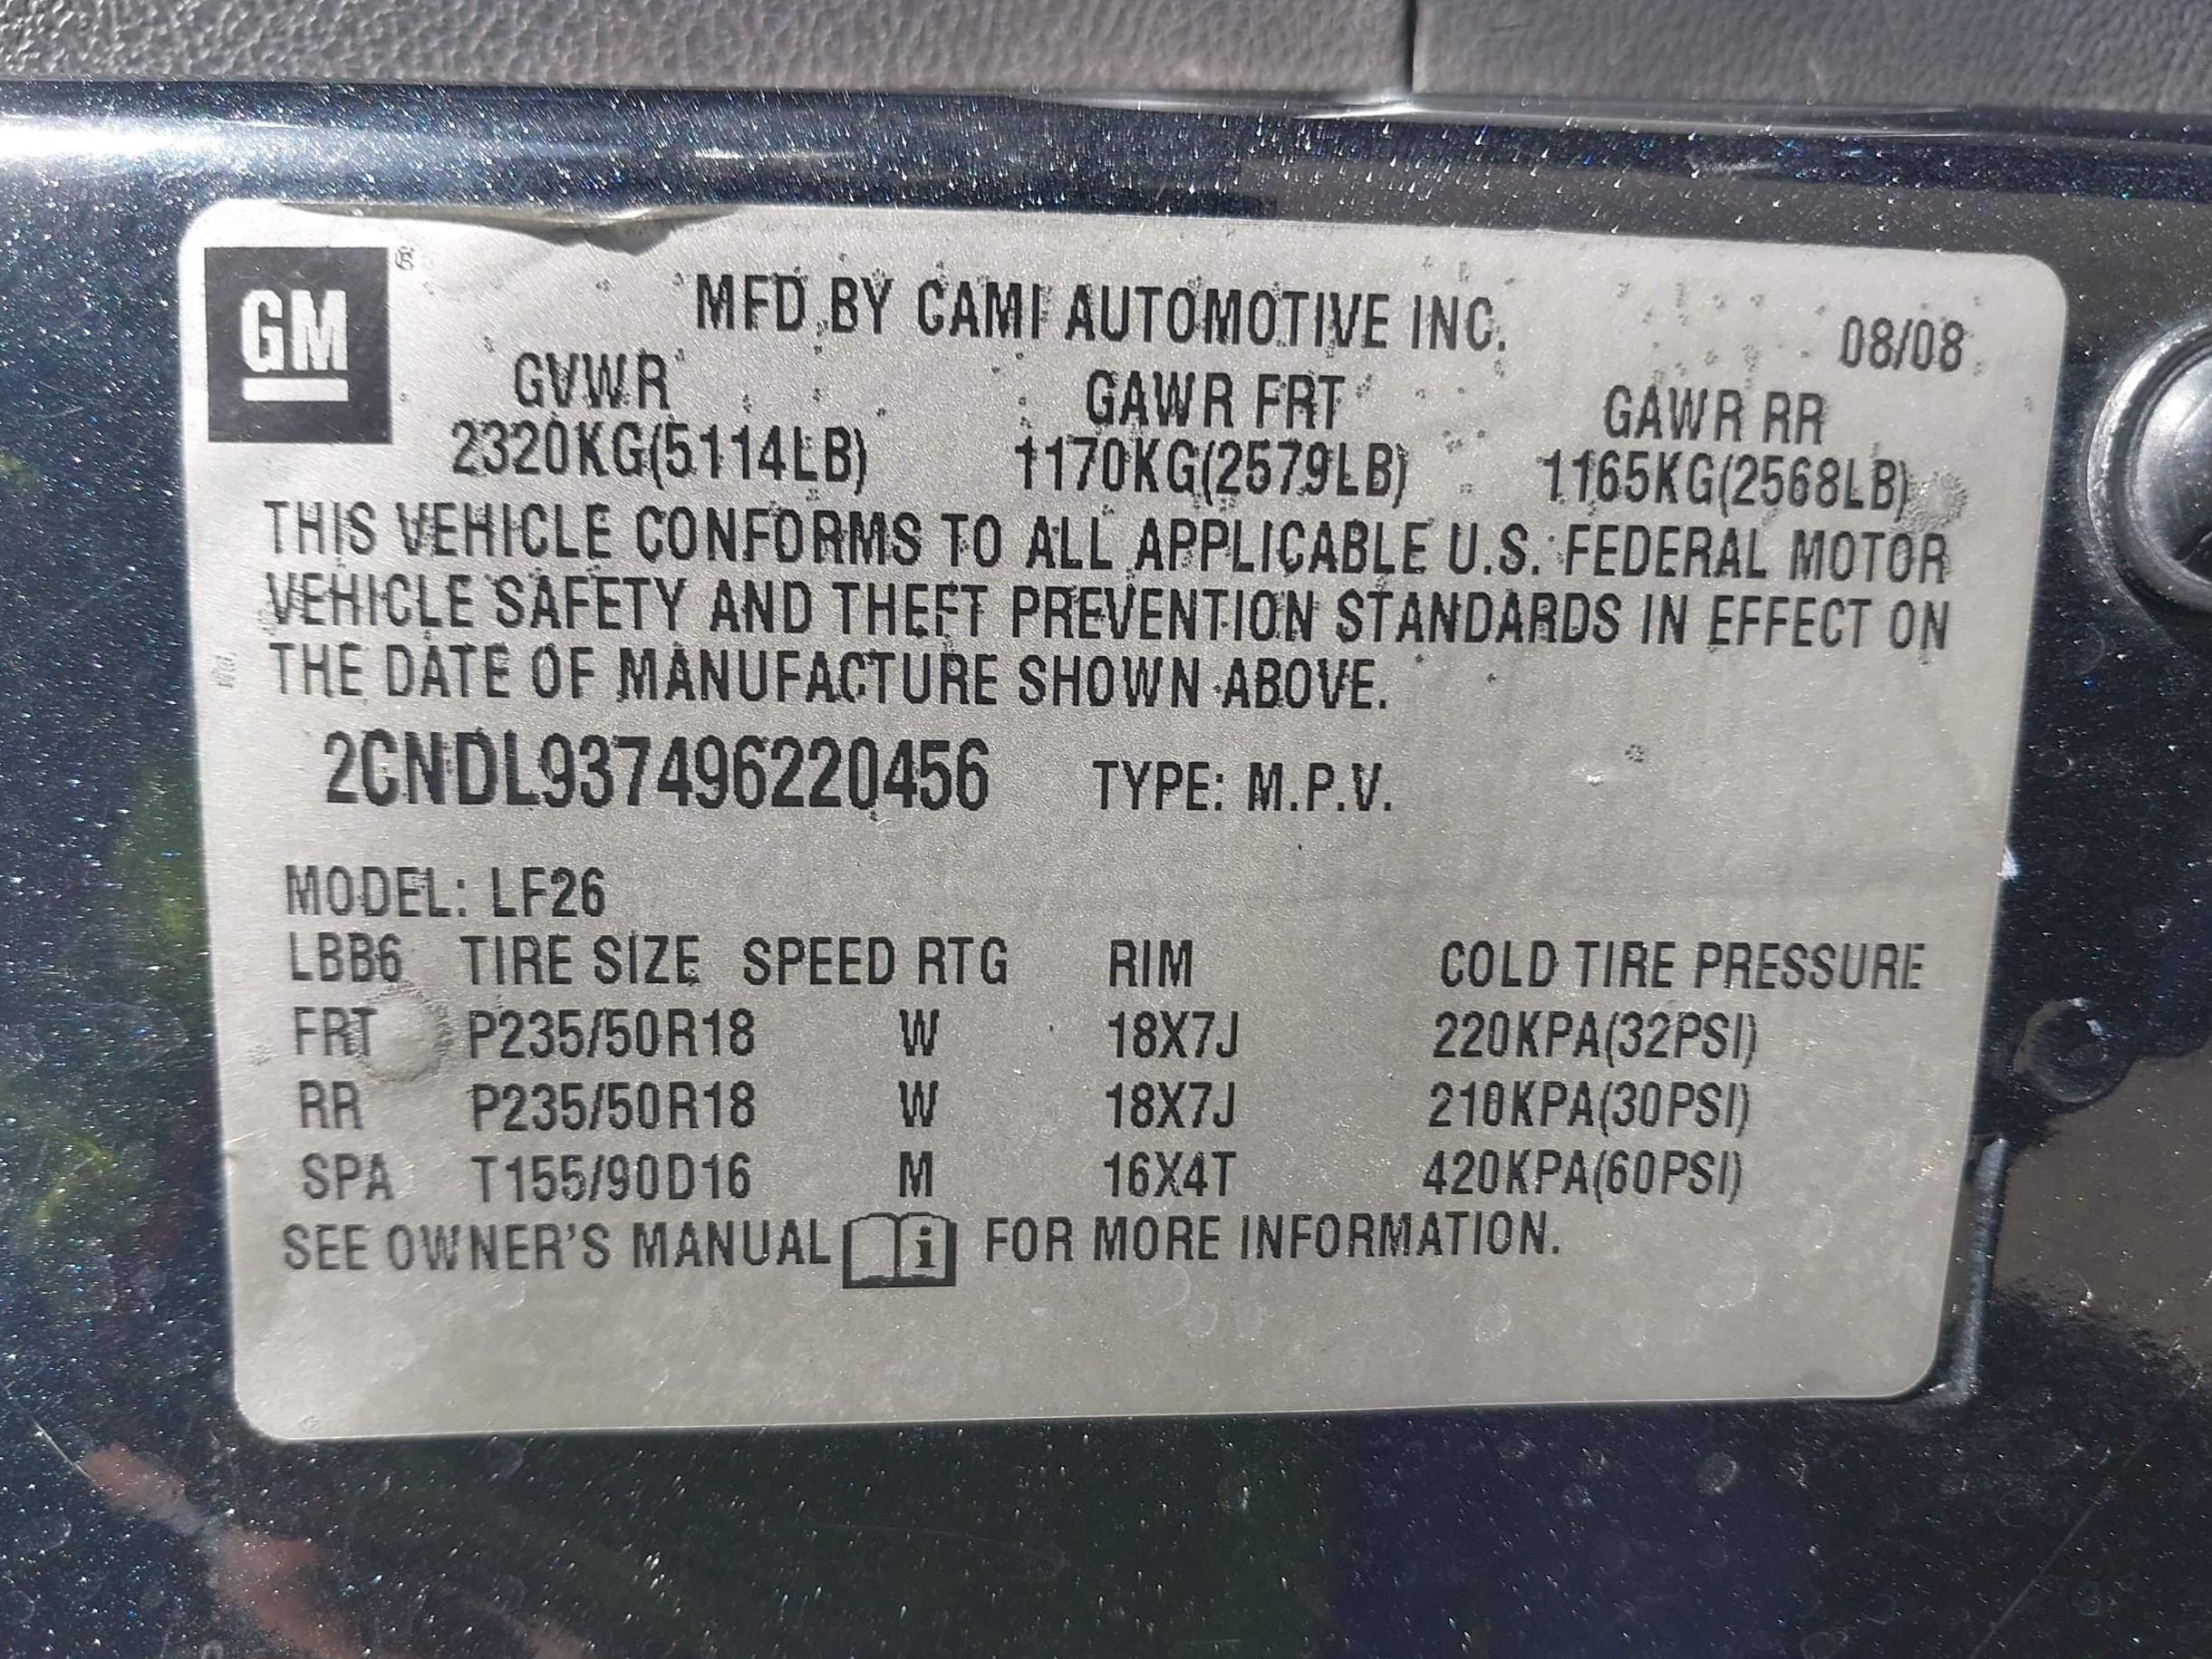 GM ®
MFD BY CAMI AUTOMOTIVE INC. 08/08
GVWR GAWR FRT GAWR RR
2320KG(5114LB) 1170KG(2579LB) 1165KG(2568LB)
THIS VEHICLE CONFORMS TO ALL APPLICABLE U.S. FEDERAL MOTOR
VEHICLE SAFETY AND THEFT PREVENTION STANDARDS IN EFFECT ON
THE DATE OF MANUFACTURE SHOWN ABOVE.
2CNDL937496220456 TYPE: M.P.V.
MODEL: LF26
LBB6 TIRE SIZE SPEED RTG RIM COLD TIRE PRESSURE
FRT P235/50R18 W 18X7J 220KPA(32PSI)
RR P235/50R18 W 18X7J 210KPA(30PSI)
SPA T155/90D16 M 16X4T 420KPA(60PSI)
SEE OWNER'S MANUAL i FOR MORE INFORMATION.